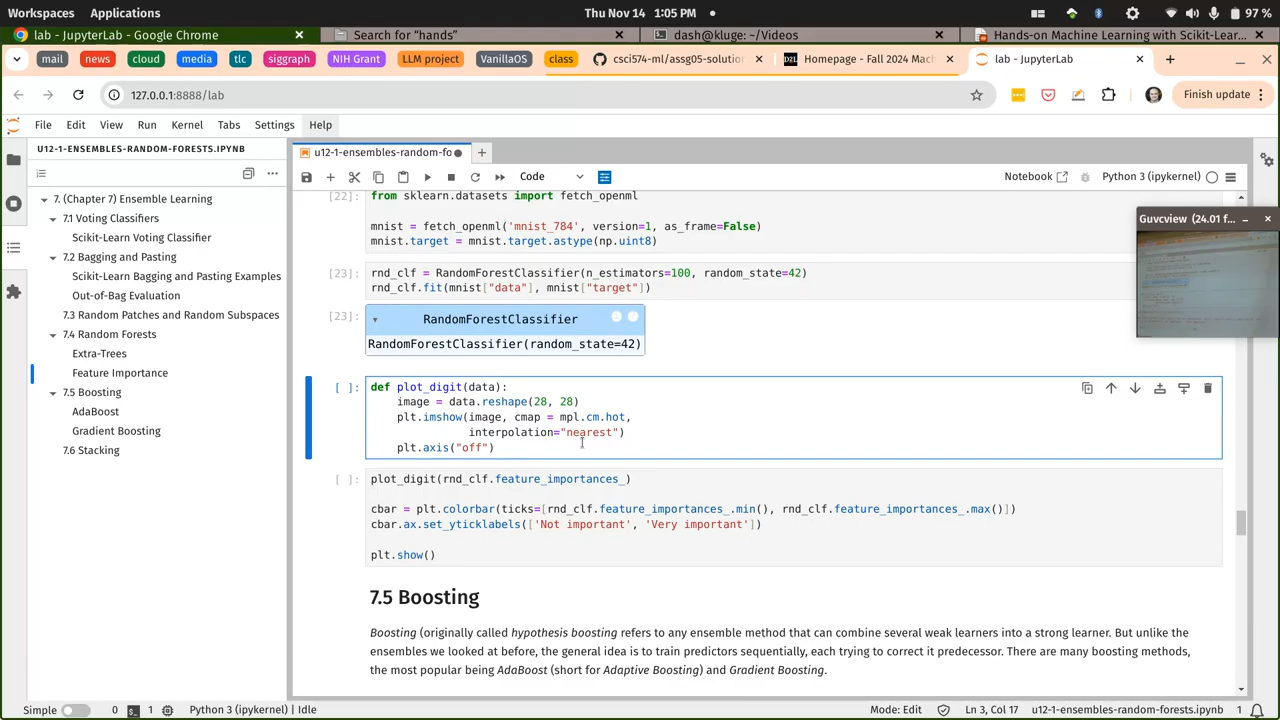 Workspaces Applications Thu Nov 14 1:05 PM 97 %
lab - JupyterLab - Google Chrome Search for “hands” dash@kluge: ~/Videos Hands-on Machine Learning with Scikit-Lear...
mail news cloud media tlc siggraph NIH Grant LLM project VanillaOS class csci574-ml/assg05-solutio Homepage - Fall 2024 Mach lab - JupyterLab
127.0.0.1:8888/lab Finish update
File Edit View Run Kernel Tabs Settings Help
U12-1-ENSEMBLES-RANDOM-FORESTS.IPYNB
u12-1-ensembles-random-fo
Code Notebook Python 3 (ipykernel)
7. (Chapter 7) Ensemble Learning
7.1 Voting Classifiers
Scikit-Learn Voting Classifier
7.2 Bagging and Pasting
Scikit-Learn Bagging and Pasting Examples
Out-of-Bag Evaluation
7.3 Random Patches and Random Subspaces
7.4 Random Forests
Extra-Trees
Feature Importance
7.5 Boosting
AdaBoost
Gradient Boosting
7.6 Stacking
[22]: from sklearn.datasets import fetch_openml
mnist = fetch_openml('mnist_784', version=1, as_frame=False)
mnist.target = mnist.target.astype(np.uint8)
[23]: rnd_clf = RandomForestClassifier(n_estimators=100, random_state=42)
rnd_clf.fit(mnist["data"], mnist["target"])
[23]: RandomForestClassifier
RandomForestClassifier(random_state=42)
[ ]: def plot_digit(data):
image = data.reshape(28, 28)
plt.imshow(image, cmap = mpl.cm.hot,
interpolation="nearest")
plt.axis("off")
[ ]: plot_digit(rnd_clf.feature_importances_)
cbar = plt.colorbar(ticks=[rnd_clf.feature_importances_.min(), rnd_clf.feature_importances_.max()])
cbar.ax.set_yticklabels(['Not important', 'Very important'])
plt.show()
7.5 Boosting
Boosting (originally called hypothesis boosting refers to any ensemble method that can combine several weak learners into a strong learner. But unlike the
ensembles we looked at before, the general idea is to train predictors sequentially, each trying to correct it predecessor. There are many boosting methods,
the most popular being AdaBoost (short for Adaptive Boosting) and Gradient Boosting.
Guvcview (24.01 f...
Simple 0 1 Python 3 (ipykernel) | Idle Mode: Edit Ln 3, Col 17 u12-1-ensembles-random-forests.ipynb 1